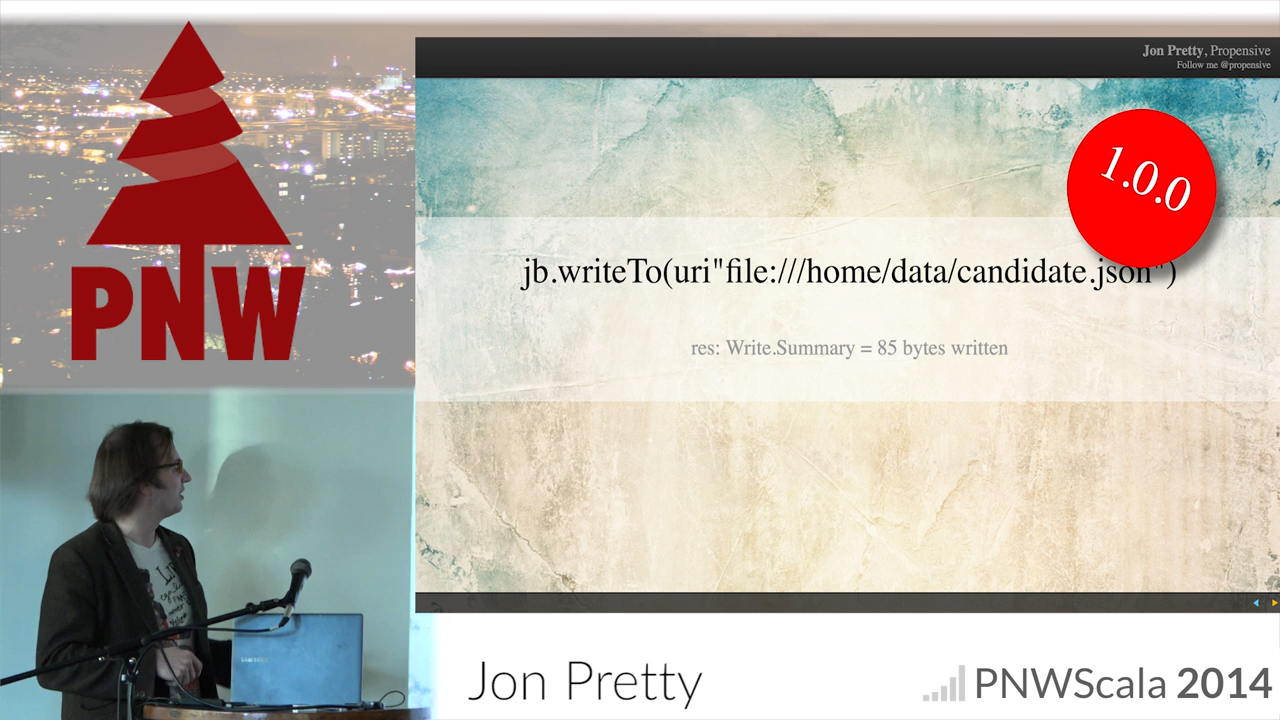 PNW
Jon Pretty, Propensive
Follow me @propensive
1.0.0
jb.writeTo(uri"file:///home/data/candidate.json")
res: Write.Summary = 85 bytes written
SAMSUNG
Jon Pretty
PNWScala 2014